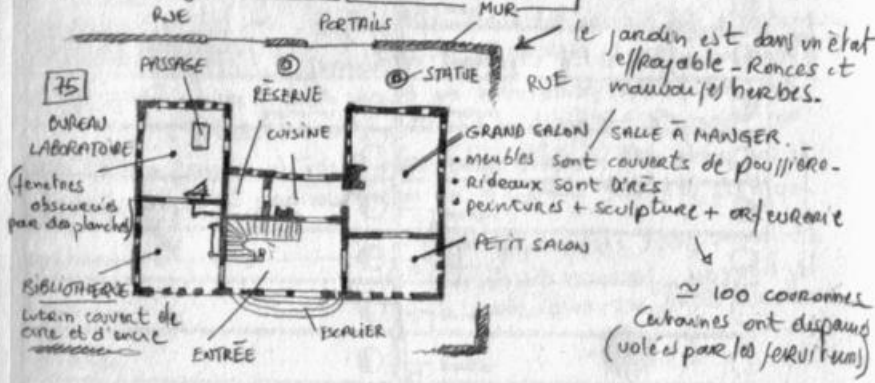 RUE
PORTAILS
MUR
le jardin est dans un état
effroyable - Ronces et
mauvaises herbes.
RUE
STATUE
PASSAGE
75
RÉSERVE
CUISINE
BUREAU
LABORATOIRE
(fenêtres
obscurcies
par des planches)
GRAND SALON / SALLE À MANGER.
• meubles sont couverts de poussière.
• Rideaux sont tirés
• peintures + sculpture + orfèvrerie
PETIT SALON
~ 100 couronnes
Certaines ont disparu
(volées par les serviteurs)
BIBLIOTHEQUE
Lutrin couvert de
cire et d'encre
ENTRÉE
ESCALIER